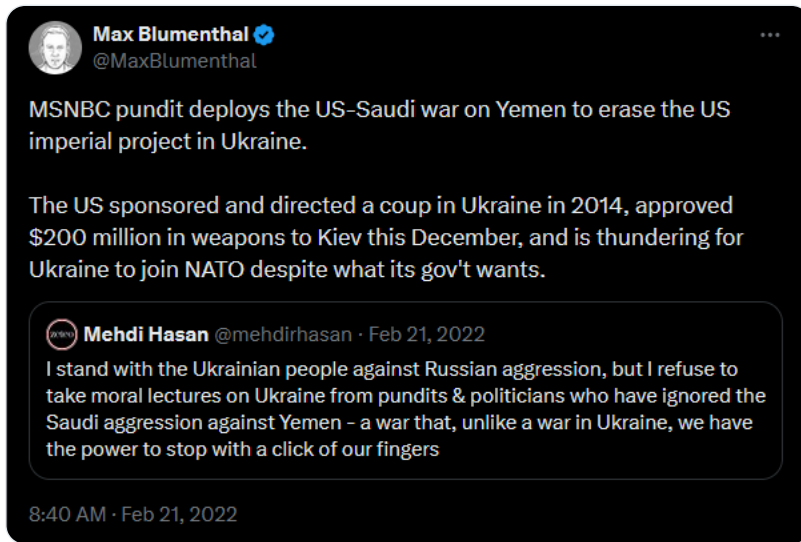 Max Blumenthal
@MaxBlumenthal
MSNBC pundit deploys the US-Saudi war on Yemen to erase the US
imperial project in Ukraine.
The US sponsored and directed a coup in Ukraine in 2014, approved
$200 million in weapons to Kiev this December, and is thundering for
Ukraine to join NATO despite what its gov't wants.
zeteo Mehdi Hasan @mehdirhasan · Feb 21, 2022
I stand with the Ukrainian people against Russian aggression, but I refuse to
take moral lectures on Ukraine from pundits & politicians who have ignored the
Saudi aggression against Yemen - a war that, unlike a war in Ukraine, we have
the power to stop with a click of our fingers
8:40 AM · Feb 21, 2022